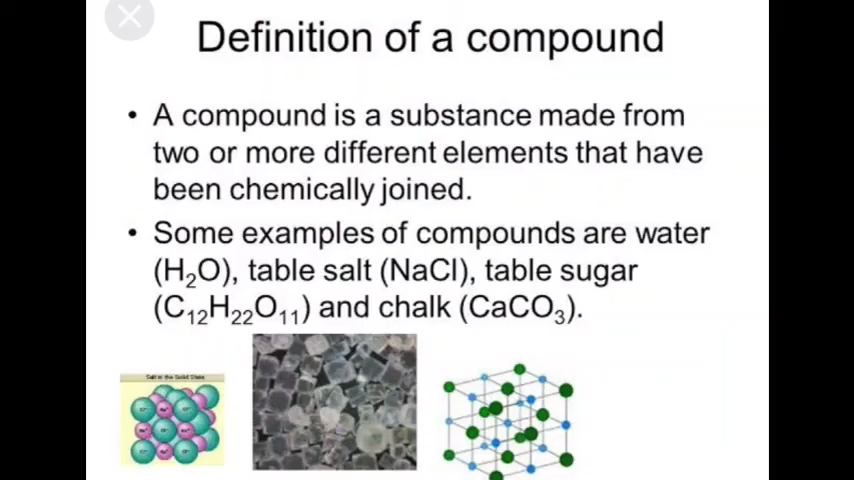 Definition of a compound
• A compound is a substance made from
two or more different elements that have
been chemically joined.
• Some examples of compounds are water
(H₂O), table salt (NaCl), table sugar
(C₁₂H₂₂O₁₁) and chalk (CaCO₃).
Salt in the Solid State